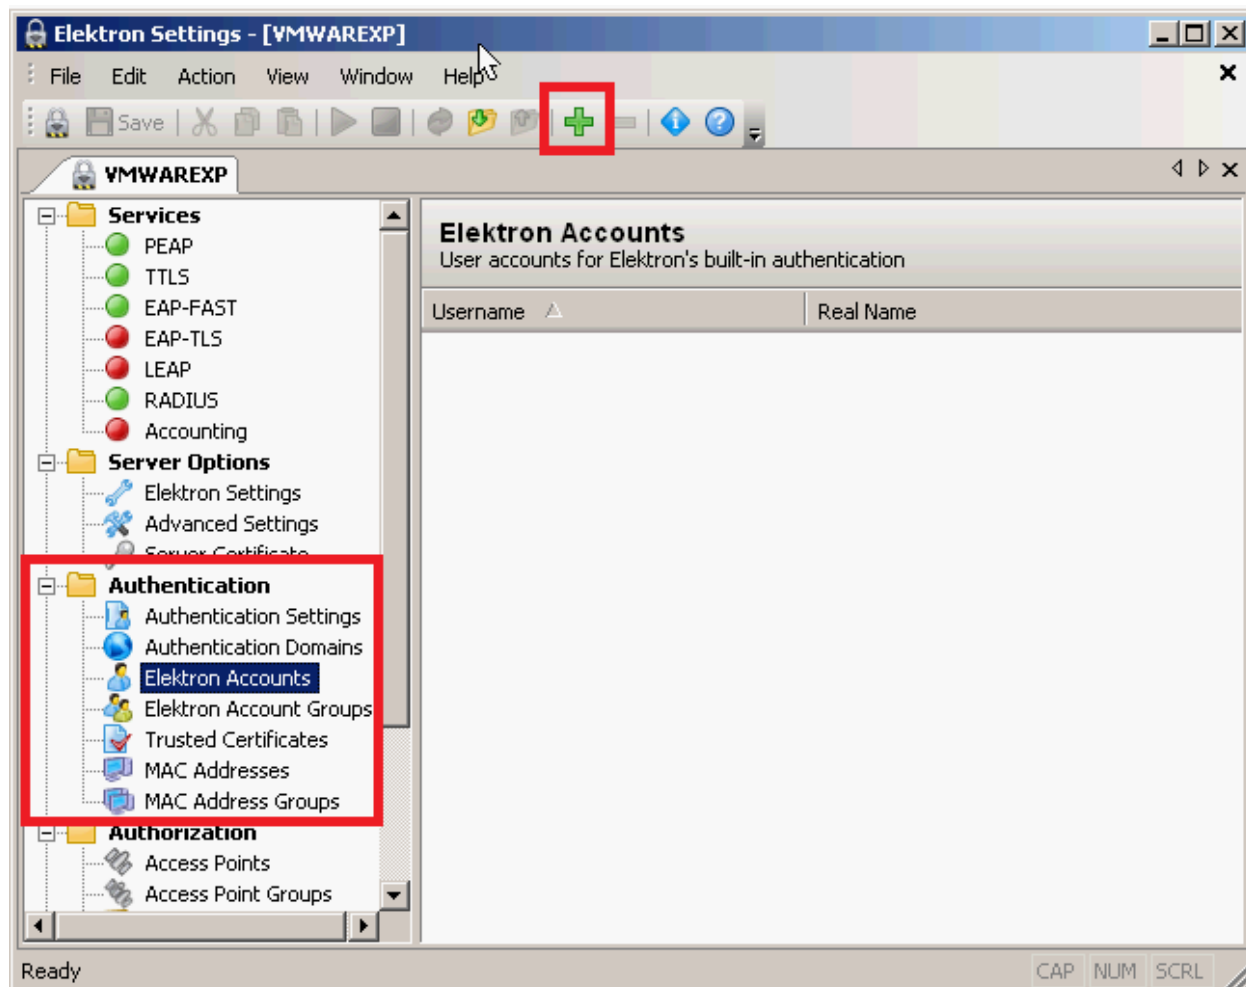 Elektron Settings - [VMWAREXP]
File Edit Action View Window Help
Save
VMWAREXP
Services
PEAP
TTLS
EAP-FAST
EAP-TLS
LEAP
RADIUS
Accounting
Server Options
Elektron Settings
Advanced Settings
Server Certificate
Authentication
Authentication Settings
Authentication Domains
Elektron Accounts
Elektron Account Groups
Trusted Certificates
MAC Addresses
MAC Address Groups
Authorization
Access Points
Access Point Groups
Elektron Accounts
User accounts for Elektron's built-in authentication
Username Real Name
Ready CAP NUM SCRL